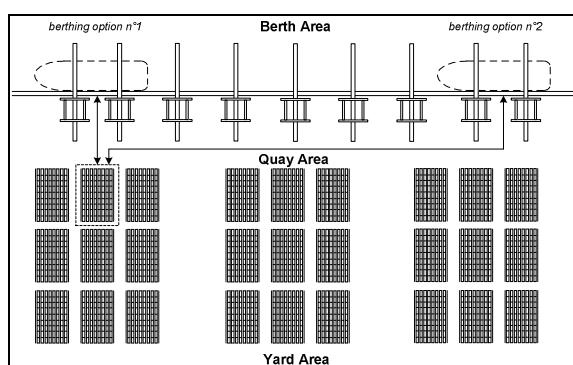 berthing option n°1
Berth Area
berthing option n°2
Quay Area
Yard Area